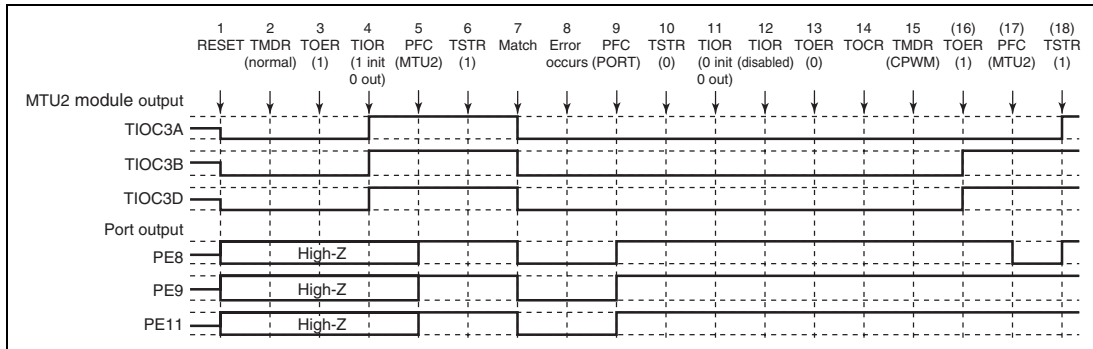 1 2 3 4 5 6 7 8 9 10 11 12 13 14 15 (16) (17) (18)
RESET TMDR TOER TIOR PFC TSTR Match Error PFC TSTR TIOR TIOR TOER TOCR TMDR TOER PFC TSTR
(normal) (1) (1 init (MTU2) (1) occurs (PORT) (0) (0 init (disabled) (0) (CPWM) (1) (MTU2) (1)
0 out) 0 out)
MTU2 module output
TIOC3A
TIOC3B
TIOC3D
Port output
PE8 High-Z
PE9 High-Z
PE11 High-Z